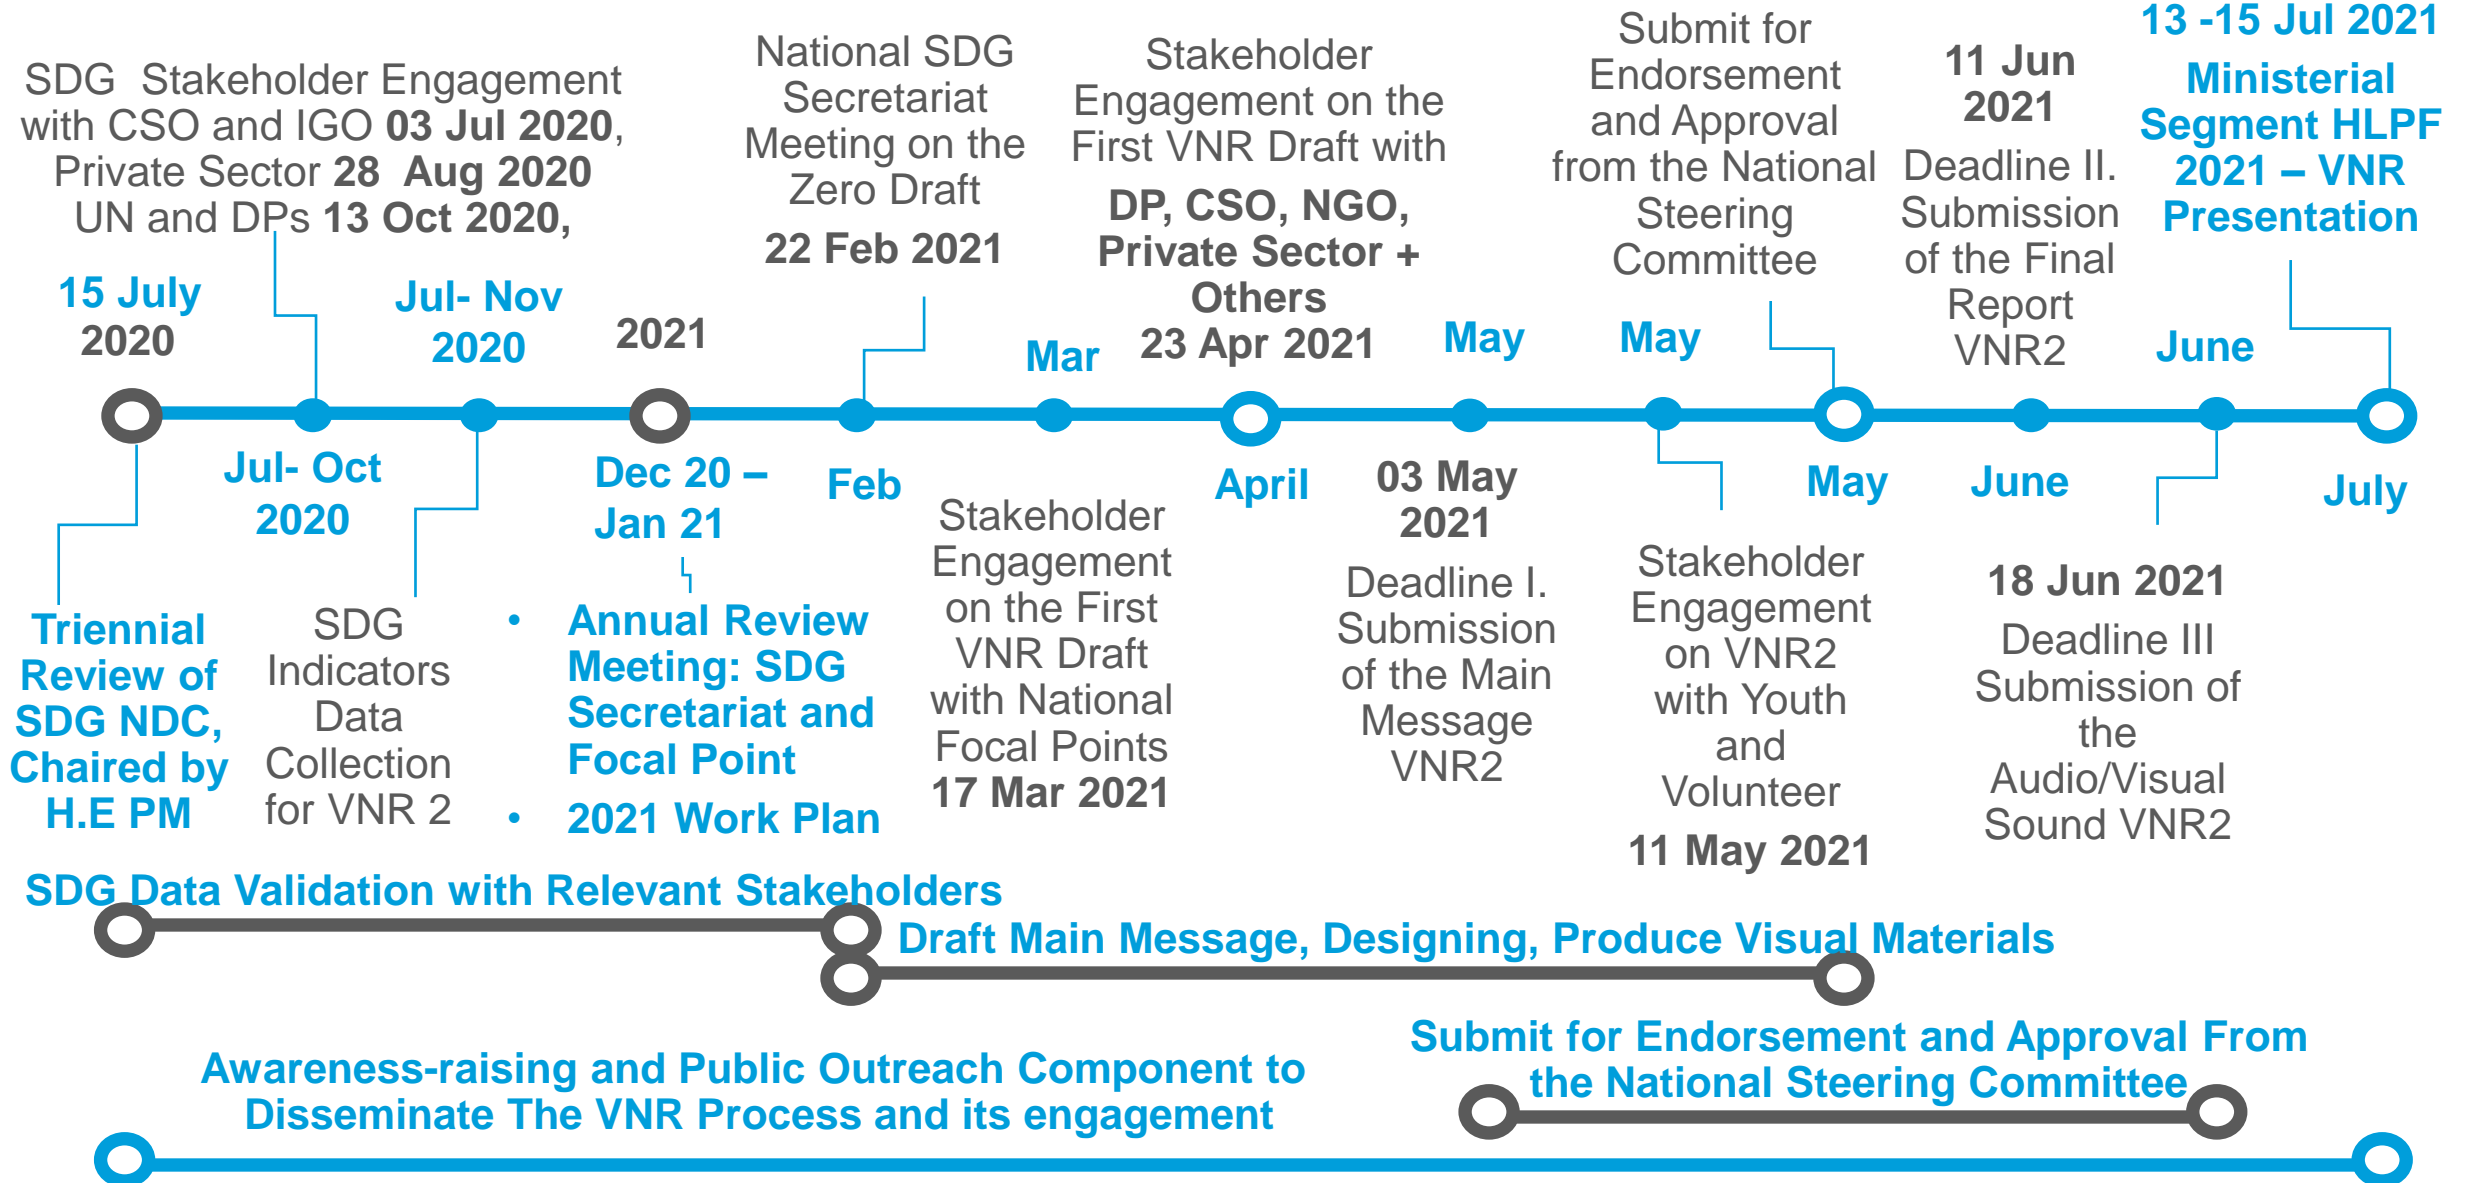 SDG  Stakeholder Engagement
with CSO and IGO 03 Jul 2020,
Private Sector 28  Aug 2020
UN and DPs 13 Oct 2020,
National SDG
Secretariat
Meeting on the
Zero Draft
22 Feb 2021
Stakeholder
Engagement on the
First VNR Draft with
DP, CSO, NGO,
Private Sector +
Others
23 Apr 2021
Submit for
Endorsement
and Approval
from the National
Steering
Committee
11 Jun
2021
Deadline II.
Submission
of the Final
Report
VNR2
13 -15 Jul 2021
Ministerial
Segment HLPF
2021 – VNR
Presentation
15 July
2020
Jul- Nov
2020
2021
Mar
May
May
June
Jul- Oct
2020
Dec 20 –
Jan 21
Feb
April
May
June
July
Triennial
Review of
SDG NDC,
Chaired by
H.E PM
SDG
Indicators
Data
Collection
for VNR 2
• Annual Review
Meeting: SDG
Secretariat and
Focal Point
• 2021 Work Plan
Stakeholder
Engagement
on the First
VNR Draft
with National
Focal Points
17 Mar 2021
03 May
2021
Deadline I.
Submission
of the Main
Message
VNR2
Stakeholder
Engagement
on VNR2
with Youth
and
Volunteer
11 May 2021
18 Jun 2021
Deadline III
Submission of
the
Audio/Visual
Sound VNR2
SDG Data Validation with Relevant Stakeholders
Draft Main Message, Designing, Produce Visual Materials
Submit for Endorsement and Approval From
the National Steering Committee
Awareness-raising and Public Outreach Component to
Disseminate The VNR Process and its engagement